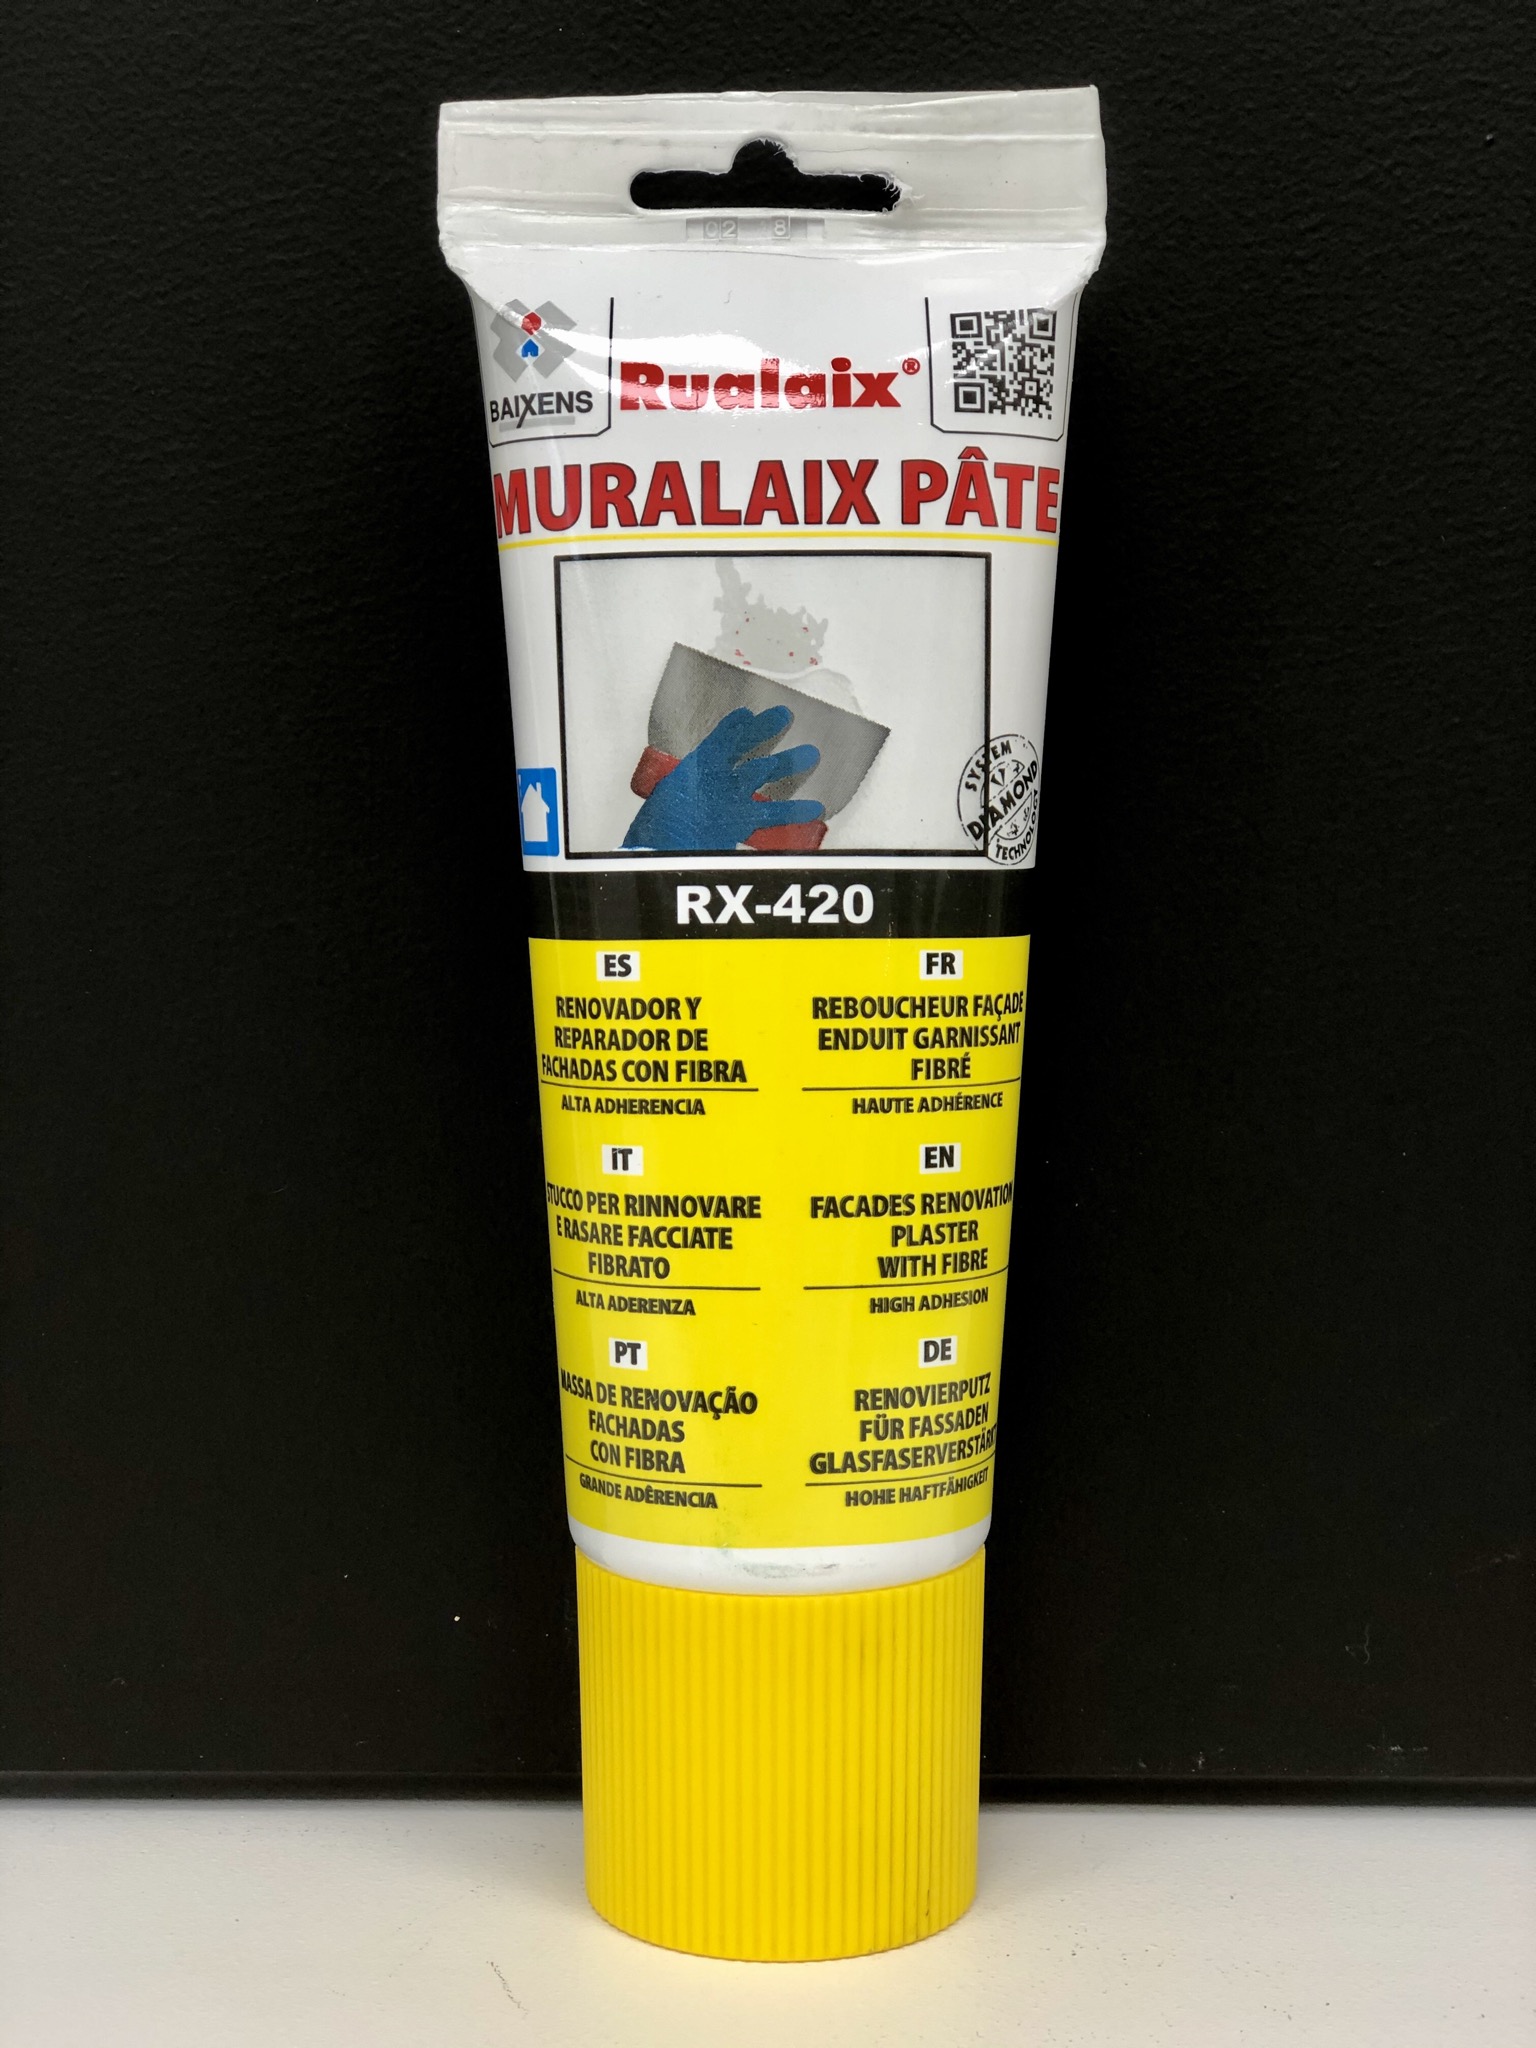 02 8
BAIXENS
Rualaix®
MURALAIX PÂTE
SYSTEM
DIAMOND
TECHNOLOGY
RX-420
ES
RENOVADOR Y
REPARADOR DE
FACHADAS CON FIBRA
ALTA ADHERENCIA
FR
REBOUCHEUR FAÇADE
ENDUIT GARNISSANT
FIBRÉ
HAUTE ADHÉRENCE
IT
STUCCO PER RINNOVARE
E RASARE FACCIATE
FIBRATO
ALTA ADERENZA
EN
FACADES RENOVATION
PLASTER
WITH FIBRE
HIGH ADHESION
PT
MASSA DE RENOVAÇÃO
FACHADAS
CON FIBRA
GRANDE ADÊRENCIA
DE
RENOVIERPUTZ
FÜR FASSADEN
GLASFASERVERSTÄRKT
HOHE HAFTFÄHIGKEIT